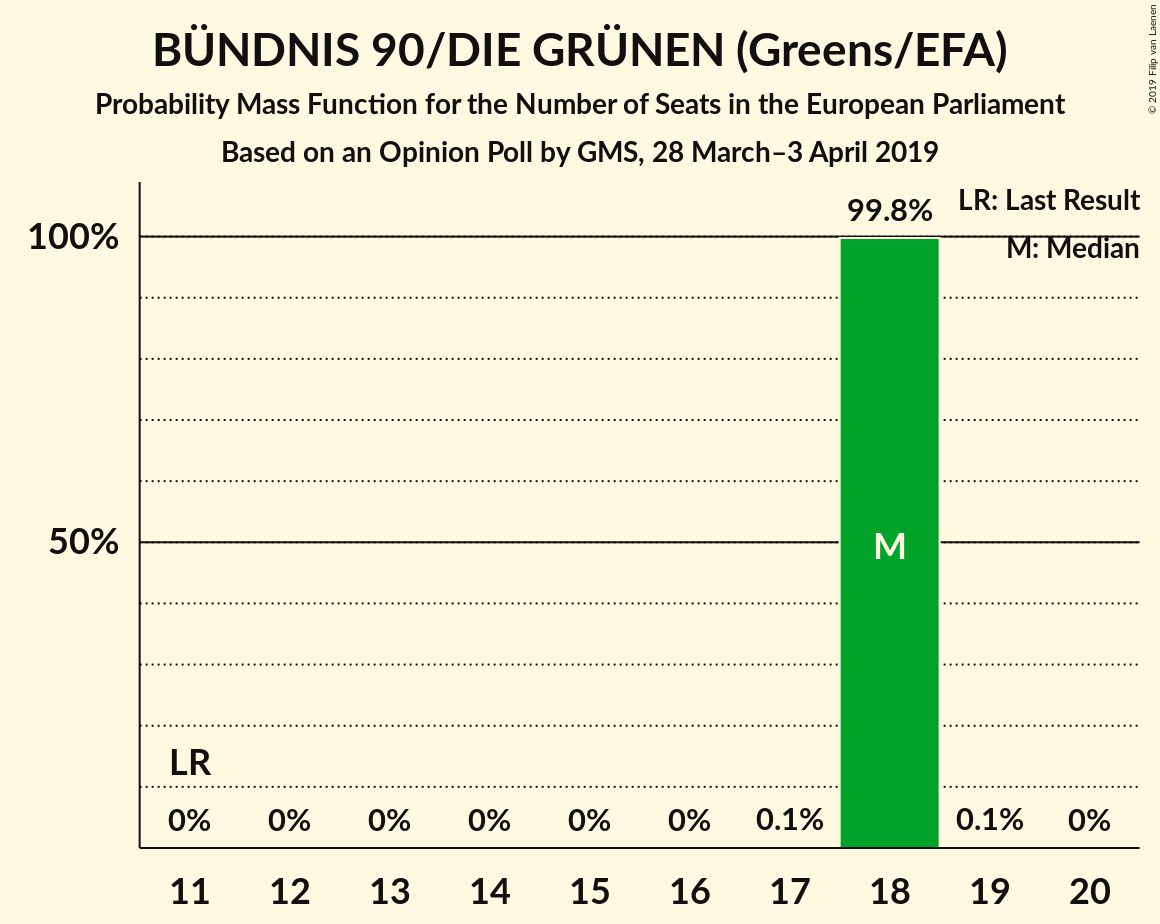 BÜNDNIS 90/DIE GRÜNEN (Greens/EFA)
Probability Mass Function for the Number of Seats in the European Parliament
Based on an Opinion Poll by GMS, 28 March–3 April 2019
© 2019 Filip van Laenen
LR: Last Result
M: Median
99.8%
100%
50%
M
LR
0% 0% 0% 0% 0% 0% 0.1% 0.1% 0%
11 12 13 14 15 16 17 18 19 20